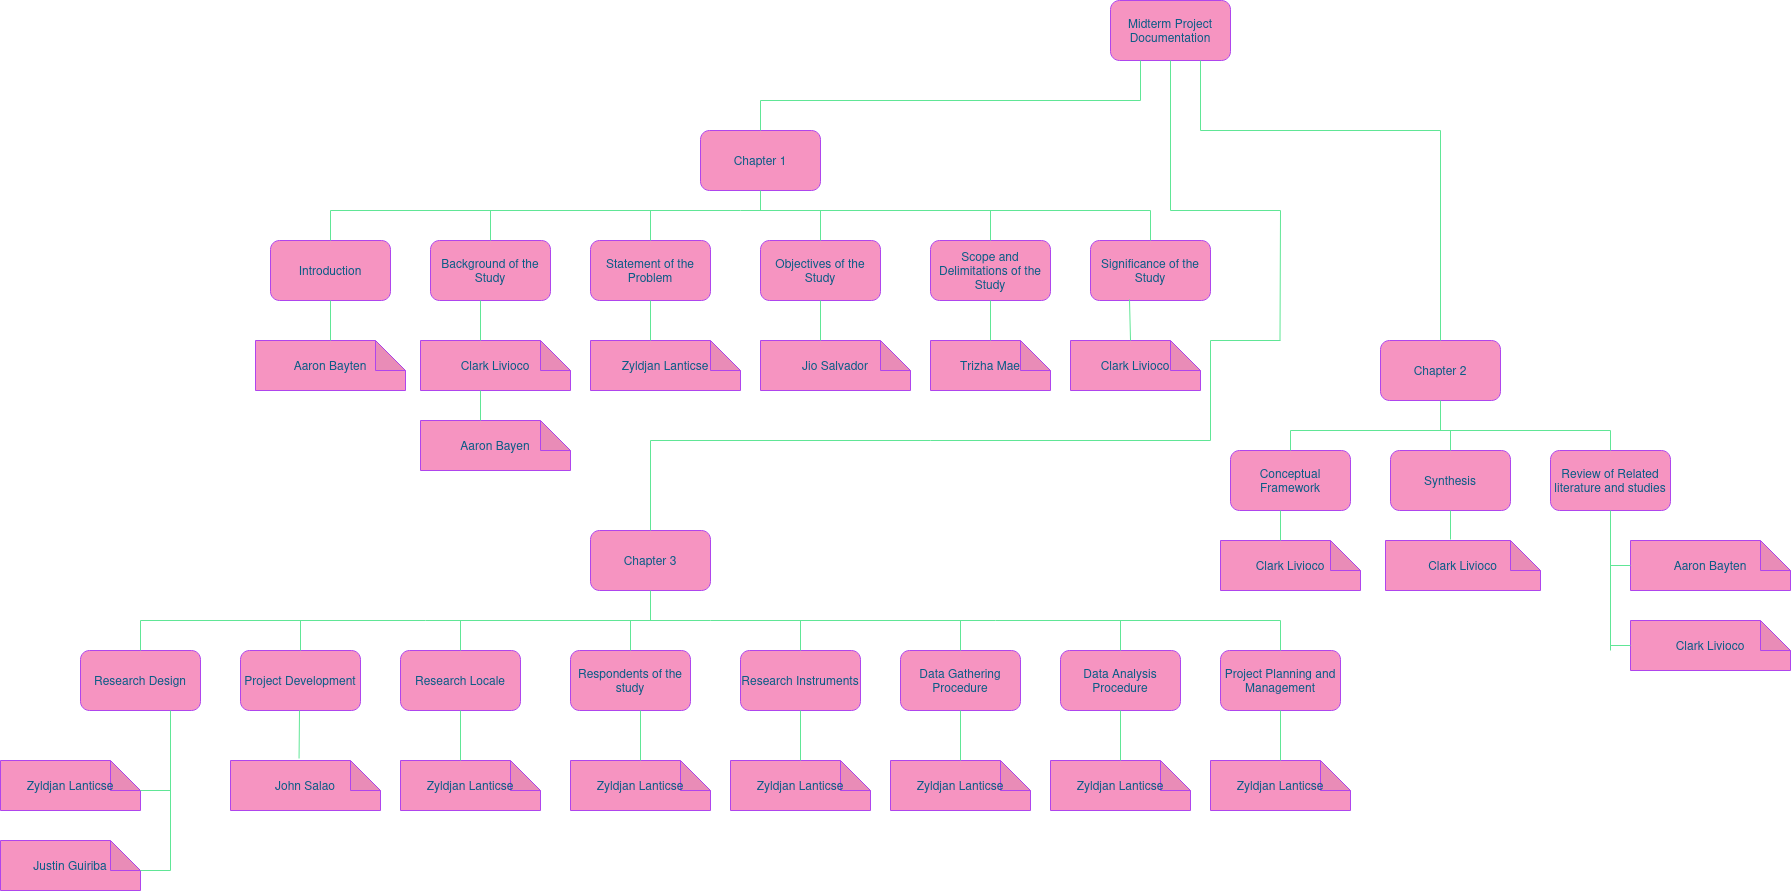 Midterm Project
Documentation
Chapter 1
Introduction
Background of the
Study
Statement of the
Problem
Objectives of the
Study
Scope and
Delimitations of the
Study
Significance of the
Study
Aaron Bayten
Clark Livioco
Zyldjan Lanticse
Jio Salvador
Trizha Mae
Clark Livioco
Aaron Bayen
Chapter 2
Conceptual
Framework
Synthesis
Review of Related
literature and studies
Clark Livioco
Clark Livioco
Aaron Bayten
Clark Livioco
Chapter 3
Research Design
Project Development
Research Locale
Respondents of the
study
Research Instruments
Data Gathering
Procedure
Data Analysis
Procedure
Project Planning and
Management
Zyldjan Lanticse
John Salao
Zyldjan Lanticse
Zyldjan Lanticse
Zyldjan Lanticse
Zyldjan Lanticse
Zyldjan Lanticse
Zyldjan Lanticse
Justin Guiriba